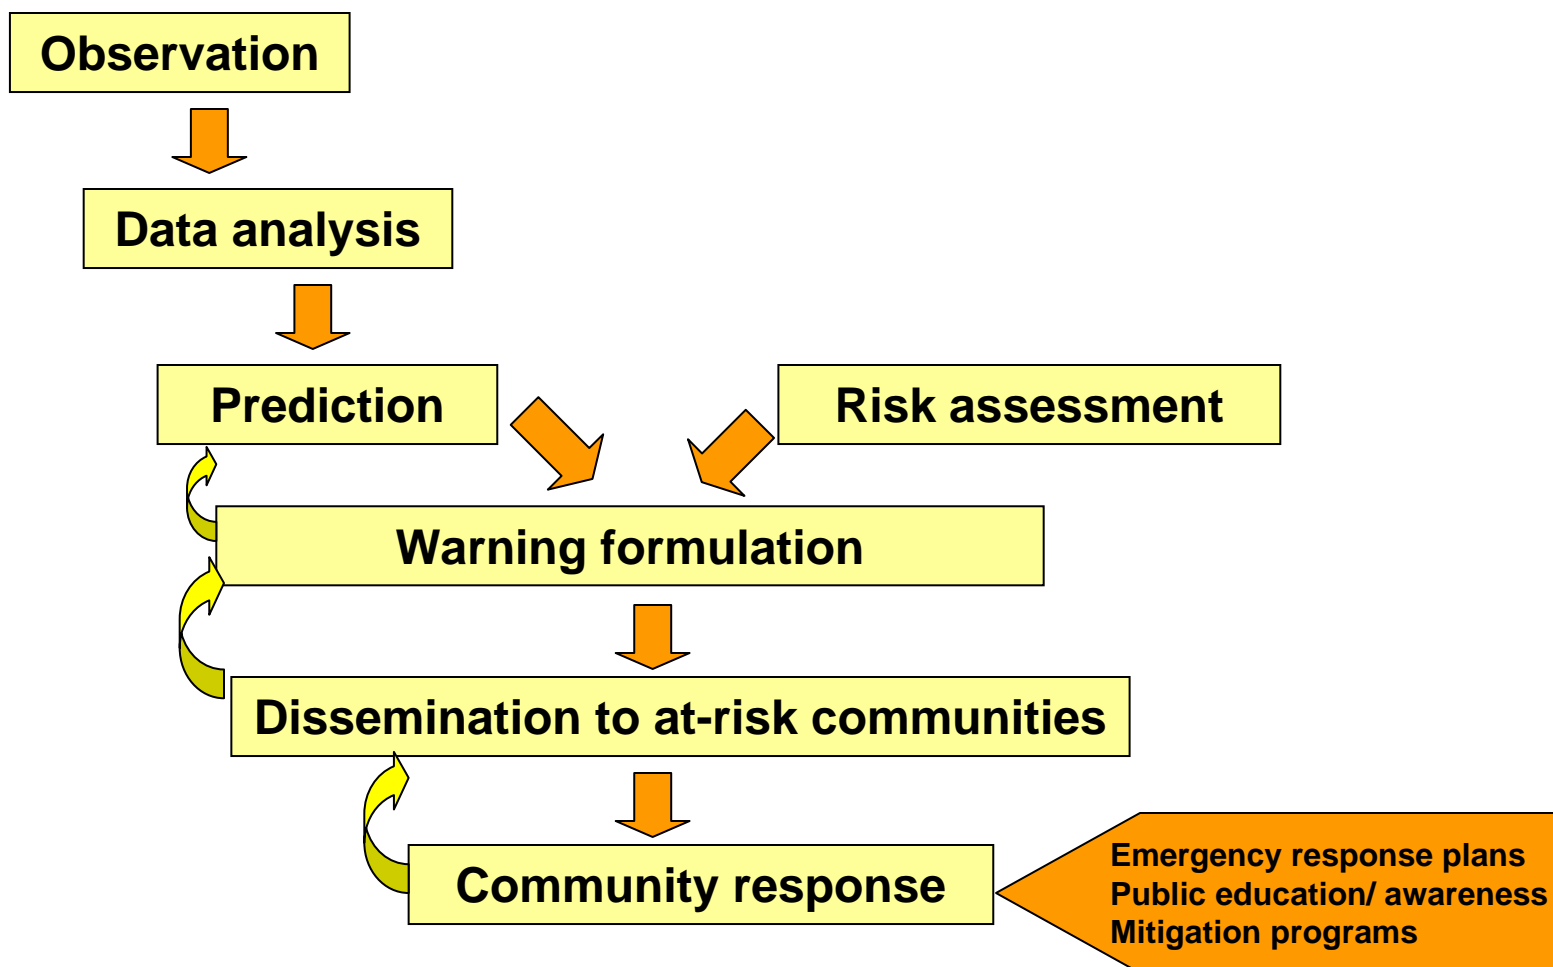 Observation
Data analysis
Prediction
Risk assessment
Warning formulation
Dissemination to at-risk communities
Community response
Emergency response plans
Public education/ awareness
Mitigation programs